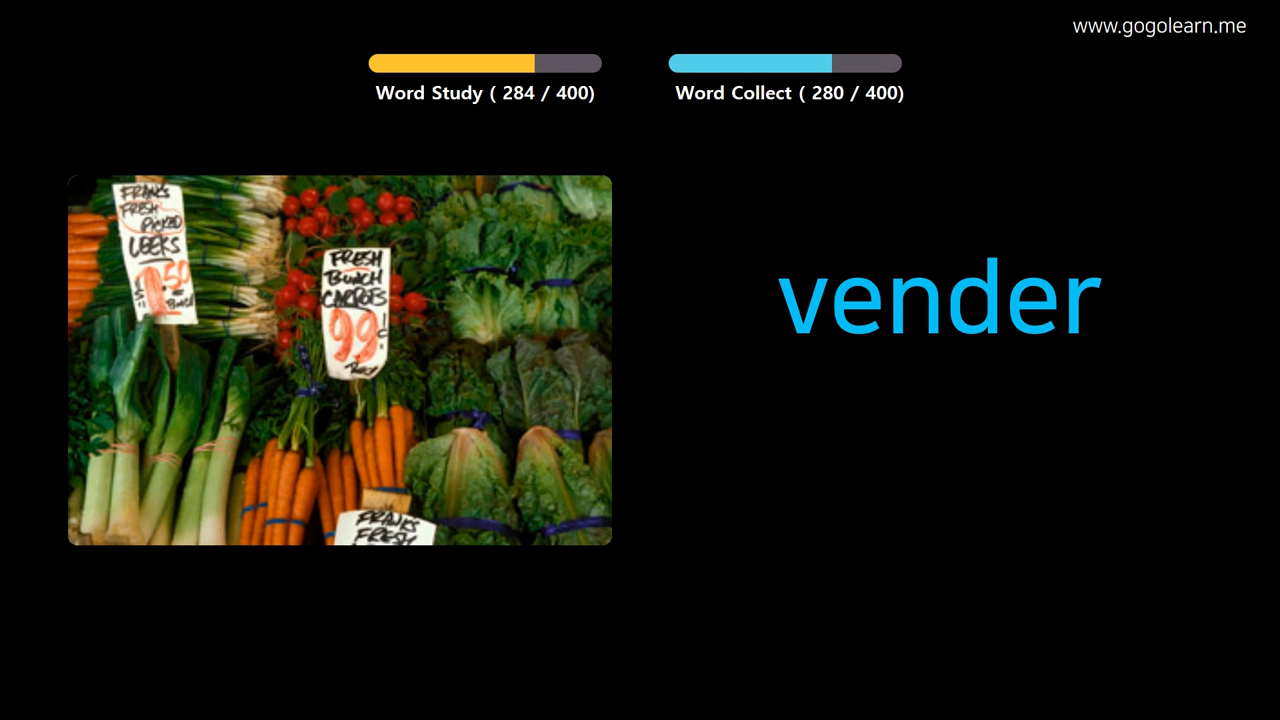 www.gogolearn.me
Word Study ( 284 / 400)
Word Collect ( 280 / 400)
vender
FRANK'S
FRESH
PICKED
LEEKS
FRESH
BUNCH
CARROTS
99¢
FRANK'S
FRESH